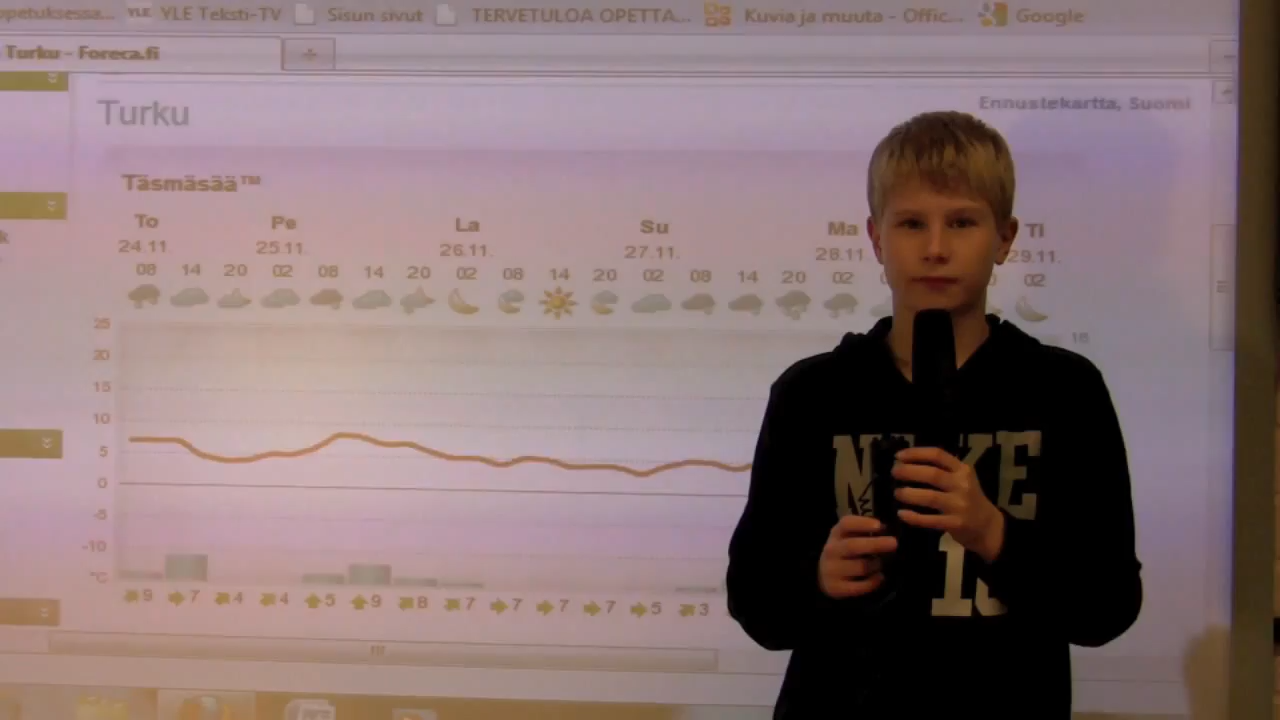 opetuksessa... YLE YLE Teksti-TV Sisun sivut TERVETULOA OPETTA... Kuvia ja muuta - Offic... Google
Turku - Foreca.fi +
Turku
Ennustekartta, Suomi
Täsmäsää™
To Pe La Su Ma Ti
24.11. 25.11. 26.11. 27.11. 28.11 29.11.
08 14 20 02 08 14 20 02 08 14 20 02 08 14 20 02 02
25
20
15
10
5
0
-5
-10
°C
18
9 7 4 4 5 9 8 7 7 7 7 5 3
N KE
1